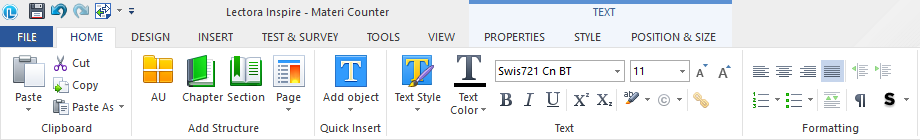 Lectora Inspire - Materi Counter
TEXT
FILE HOME DESIGN INSERT TEST & SURVEY TOOLS VIEW PROPERTIES STYLE POSITION & SIZE
Paste
Cut
Copy
Paste As
Clipboard
AU
Chapter
Section
Page
Add Structure
Add object
Quick Insert
Text Style
Text Color
Swis721 Cn BT
11
B I U X² X₂
Text
Formatting